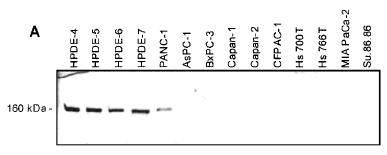 A
HPDE-4
HPDE-5
HPDE-6
HPDE-7
PANC-1
AsPC-1
BxPC-3
Capan-1
Capan-2
CFPAC-1
Hs 700T
Hs 766T
MIA PaCa-2
Su.86.86
160 kDa -